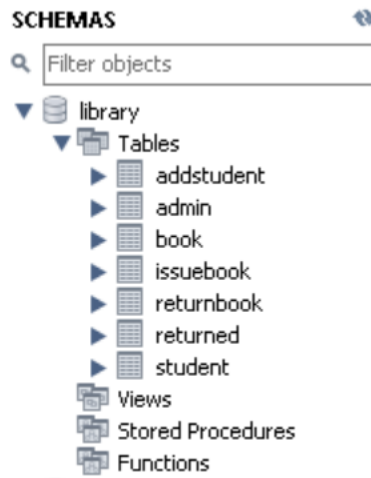 SCHEMAS
Filter objects
library
Tables
addstudent
admin
book
issuebook
returnbook
returned
student
Views
Stored Procedures
Functions